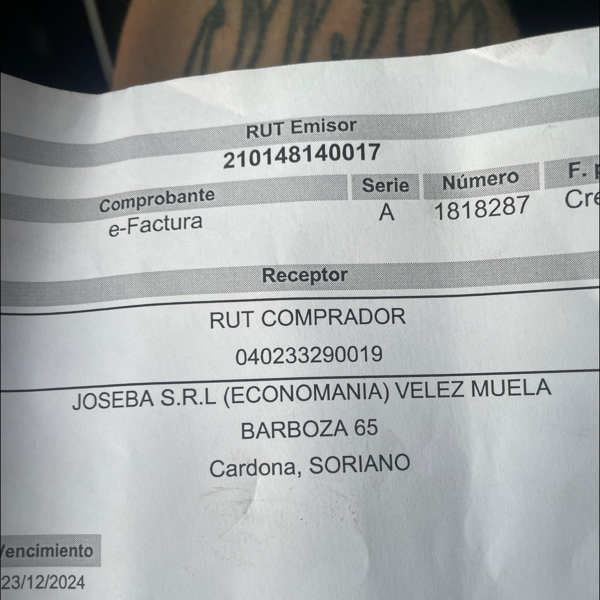 RUT Emisor
210148140017
Comprobante Serie Número F.
e-Factura A 1818287
Receptor
RUT COMPRADOR
040233290019
JOSEBA S.R.L (ECONOMANIA) VELEZ MUELA
BARBOZA 65
Cardona, SORIANO
Vencimiento
23/12/2024